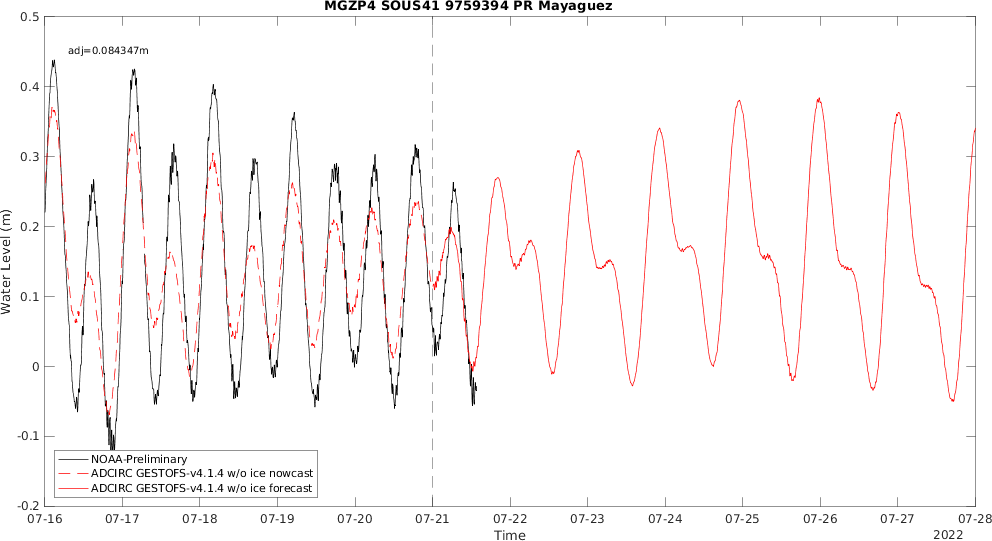 MGZP4 SOUS41 9759394 PR Mayaguez
0.5
adj=0.084347m
0.4
0.3
0.2
0.1
0
-0.1
-0.2
Water Level (m)
NOAA-Preliminary
ADCIRC GESTOFS-v4.1.4 w/o ice nowcast
ADCIRC GESTOFS-v4.1.4 w/o ice forecast
07-16 07-17 07-18 07-19 07-20 07-21 07-22 07-23 07-24 07-25 07-26 07-27 07-28
Time
2022